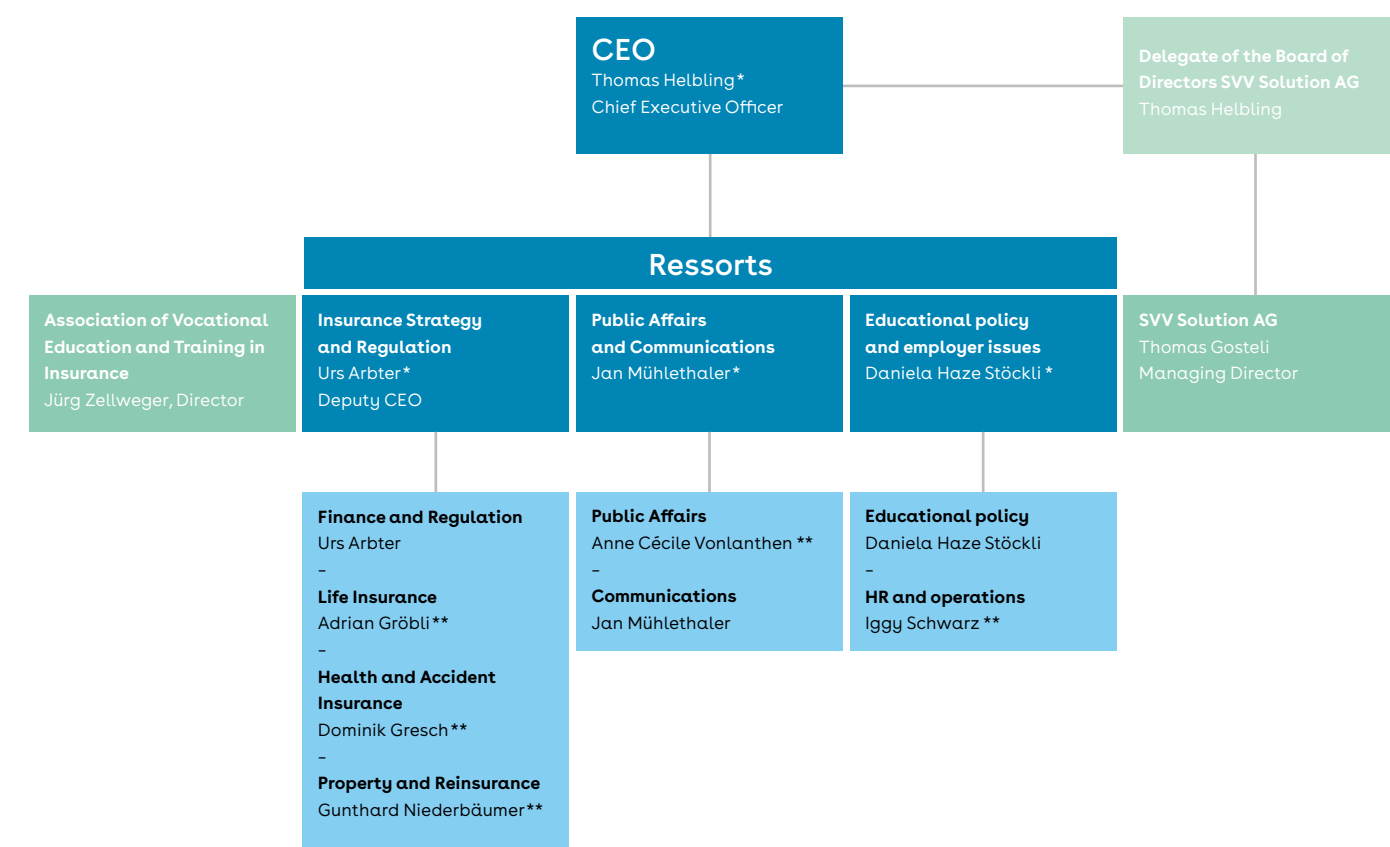 CEO
Thomas Helbling*
Chief Executive Officer
Delegate of the Board of
Directors SVV Solution AG
Thomas Helbling
Ressorts
Association of Vocational
Education and Training in
Insurance
Jürg Zellweger, Director
Insurance Strategy
and Regulation
Urs Arbter*
Deputy CEO
Public Affairs
and Communications
Jan Mühlethaler*
Educational policy
and employer issues
Daniela Haze Stöckli *
SVV Solution AG
Thomas Gosteli
Managing Director
Finance and Regulation
Urs Arbter
–
Life Insurance
Adrian Gröbli**
–
Health and Accident
Insurance
Dominik Gresch**
–
Property and Reinsurance
Gunthard Niederbäumer**
Public Affairs
Anne Cécile Vonlanthen **
–
Communications
Jan Mühlethaler
Educational policy
Daniela Haze Stöckli
–
HR and operations
Iggy Schwarz **